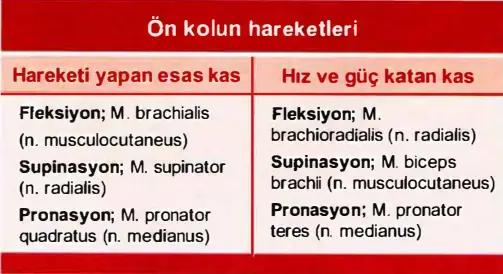 Ön kolun hareketleri
Hareketi yapan esas kas
Fleksiyon; M. brachialis
(n. musculocutaneus)
Supinasyon; M. supinator
(n. radialis)
Pronasyon; M. pronator
quadratus (n. medianus)
Hız ve güç katan kas
Fleksiyon; M.
brachioradialis (n. radialis)
Supinasyon; M. biceps
brachii (n. musculocutaneus)
Pronasyon; M. pronator
teres (n. medianus)